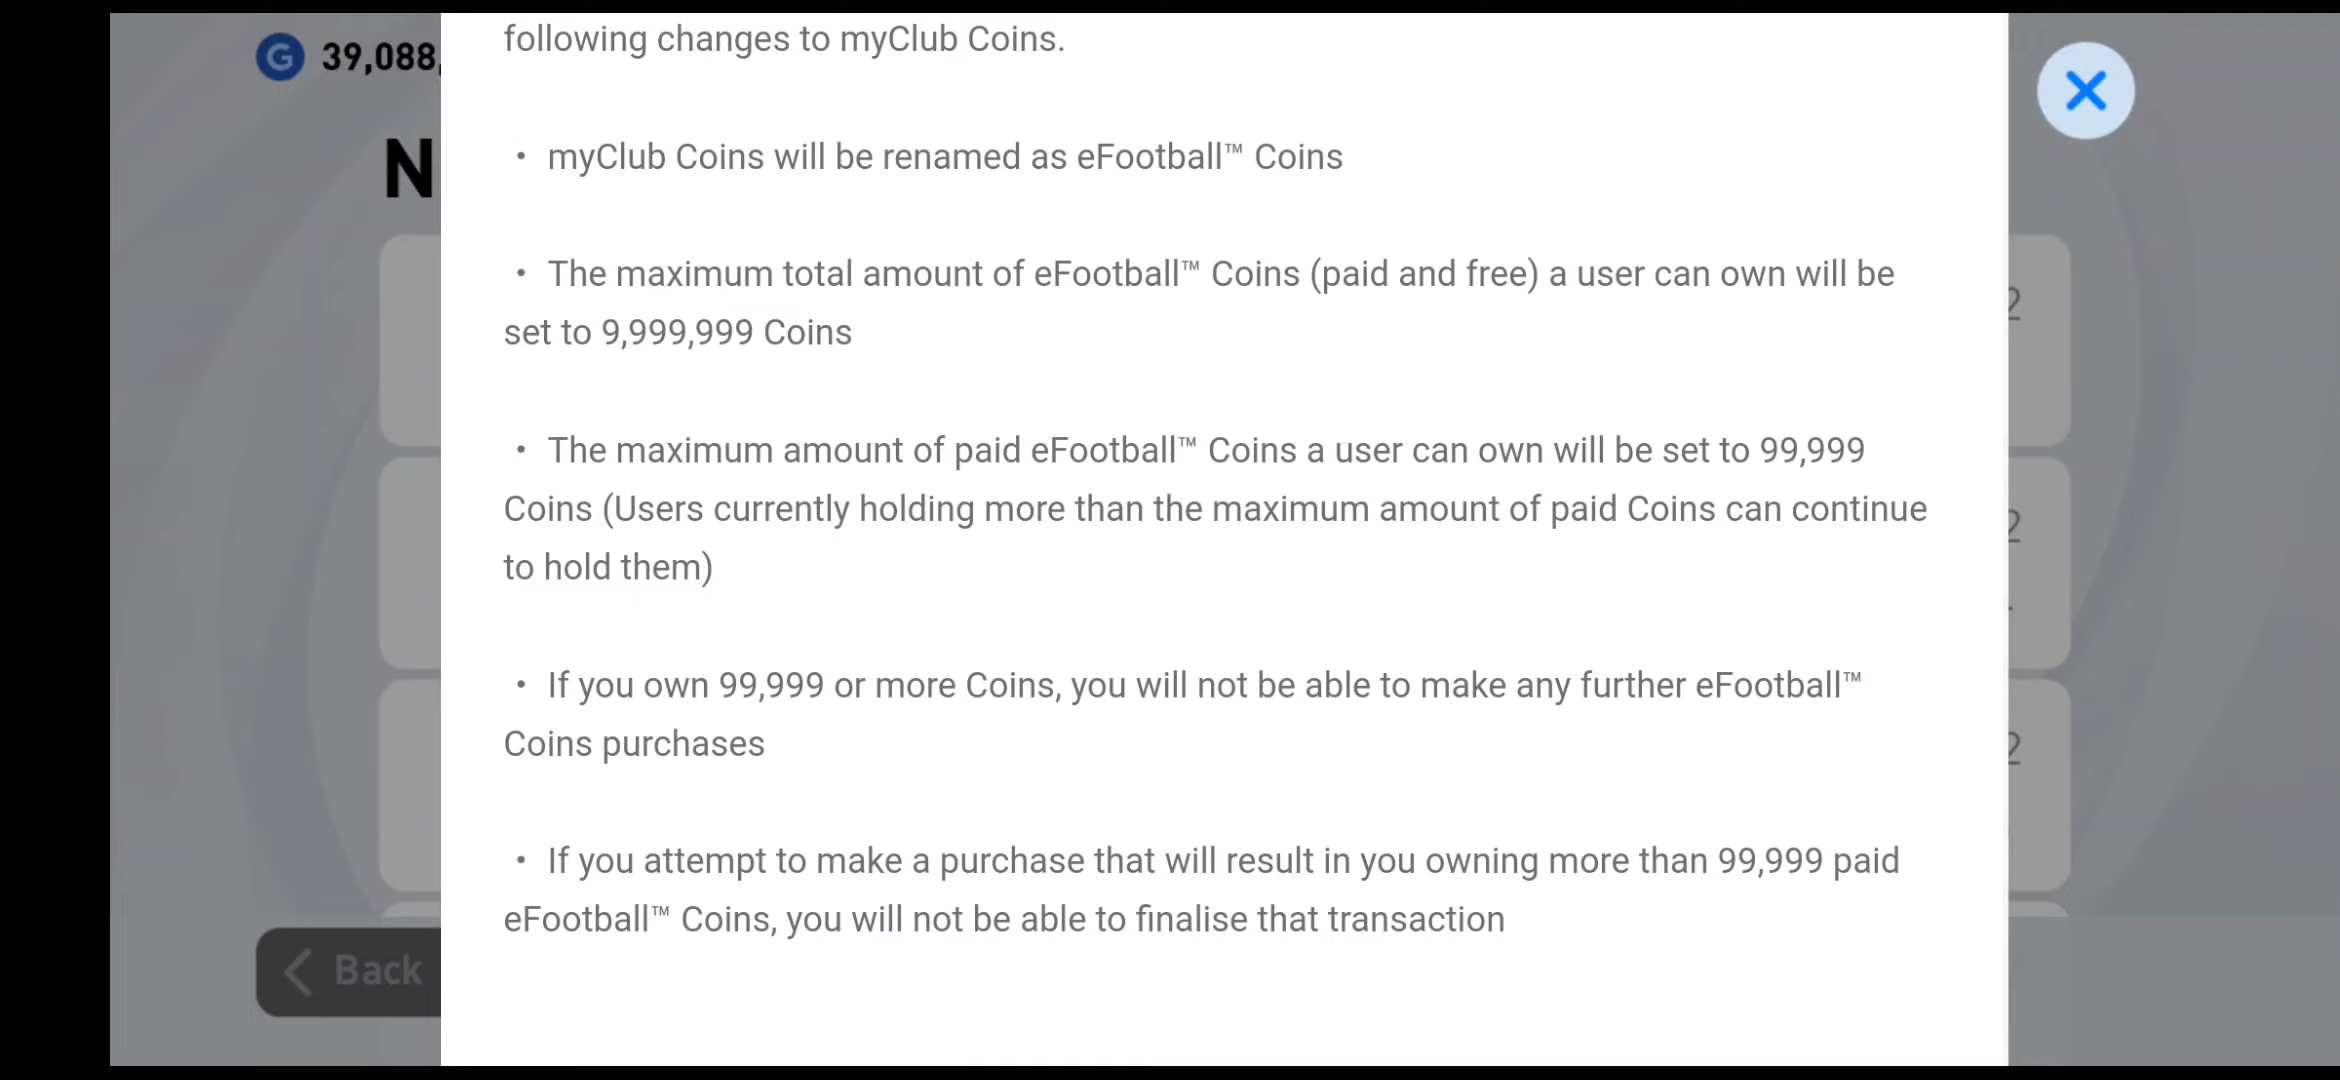 following changes to myClub Coins.
G 39,088,
N
・ myClub Coins will be renamed as eFootball™ Coins
・ The maximum total amount of eFootball™ Coins (paid and free) a user can own will be
set to 9,999,999 Coins
・ The maximum amount of paid eFootball™ Coins a user can own will be set to 99,999
Coins (Users currently holding more than the maximum amount of paid Coins can continue
to hold them)
・ If you own 99,999 or more Coins, you will not be able to make any further eFootball™
Coins purchases
・ If you attempt to make a purchase that will result in you owning more than 99,999 paid
eFootball™ Coins, you will not be able to finalise that transaction
2
2
2
Back